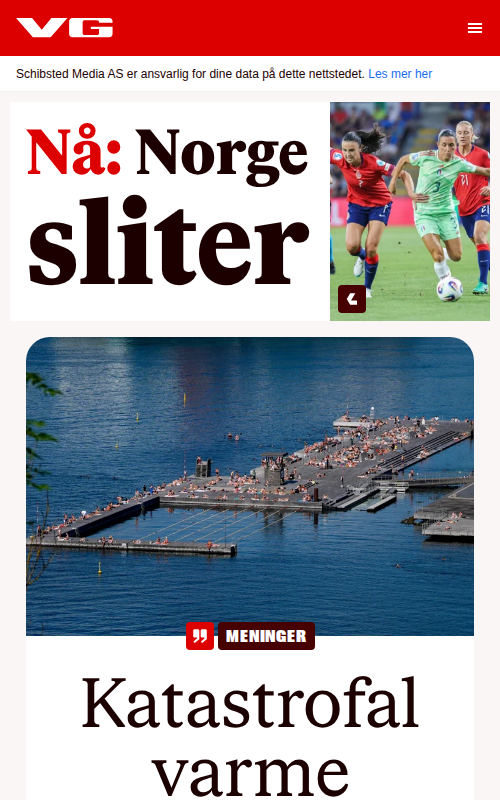 VG
Schibsted Media AS er ansvarlig for dine data på dette nettstedet. Les mer her
Nå: Norge
sliter
MENINGER
Katastrofal
varme